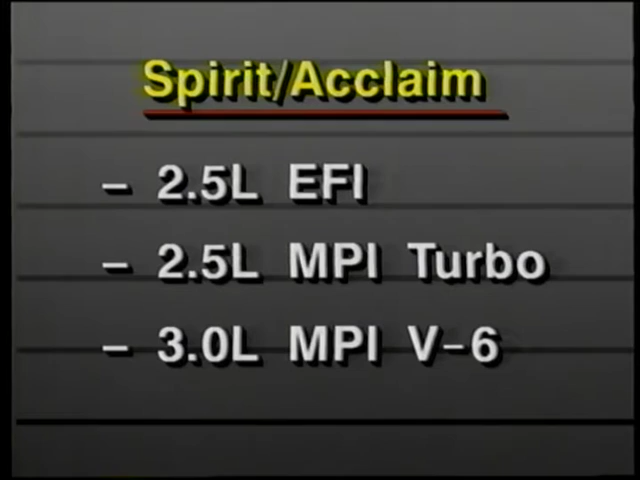 Spirit/Acclaim
– 2.5L EFI
– 2.5L MPI Turbo
– 3.0L MPI V-6